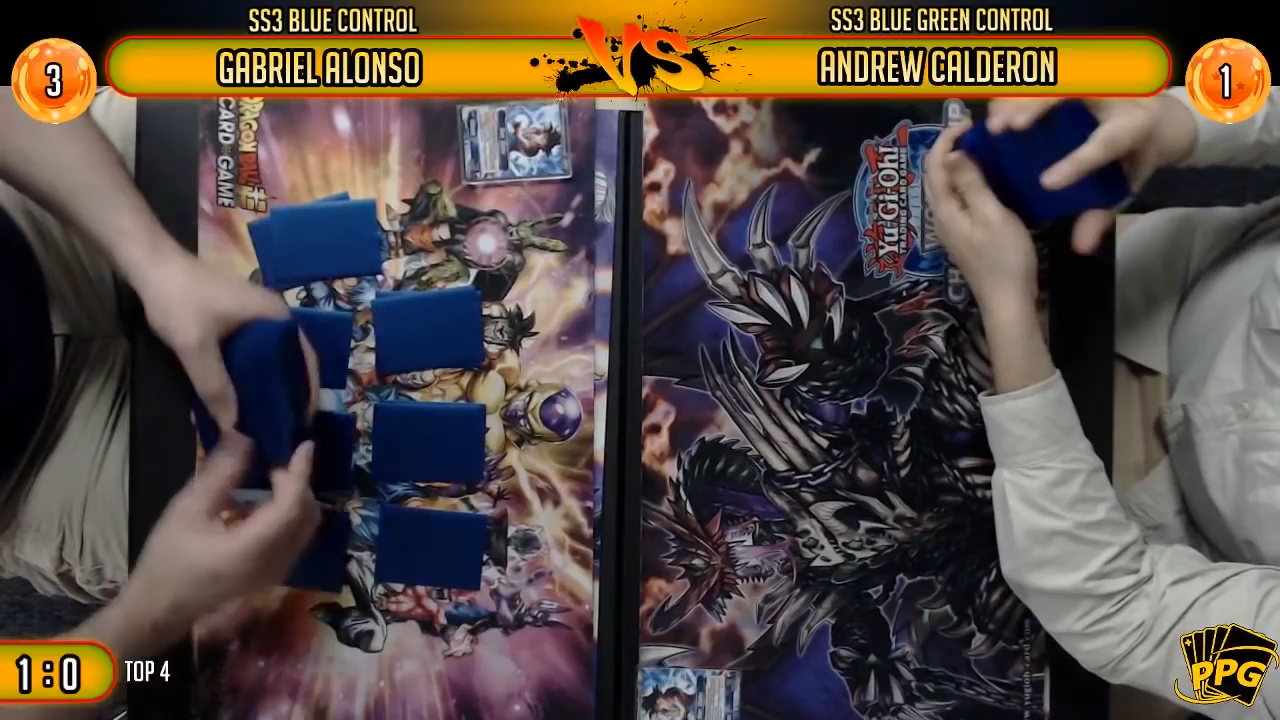 SS3 BLUE CONTROL
GABRIEL ALONSO
3
VS
SS3 BLUE GREEN CONTROL
ANDREW CALDERON
1
DRAGON BALL
CARD GAME
Yu-Gi-Oh!
TRADING CARD GAME
1:0
TOP 4
PPG